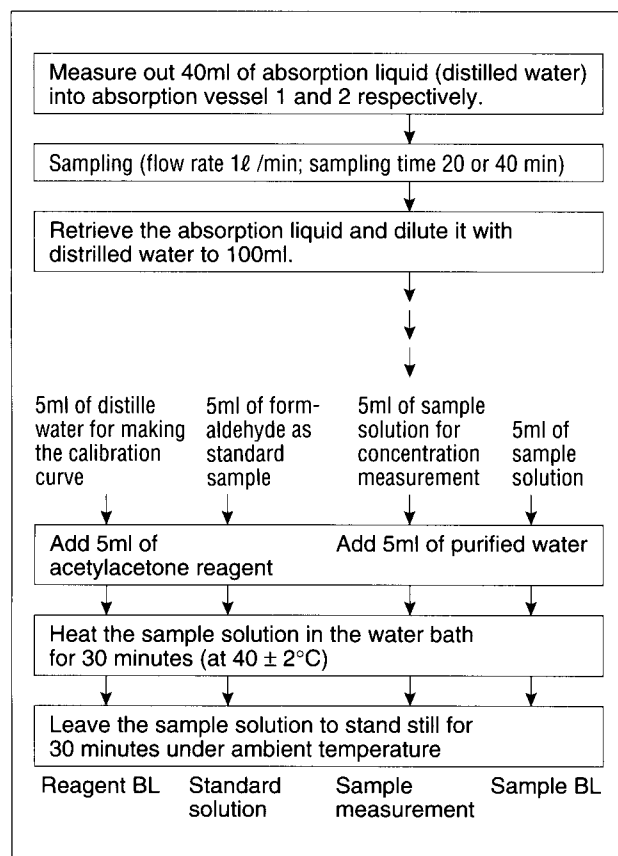 Measure out 40ml of absorption liquid (distilled water)
into absorption vessel 1 and 2 respectively.
Sampling (flow rate 1ℓ /min; sampling time 20 or 40 min)
Retrieve the absorption liquid and dilute it with
distrilled water to 100ml.
5ml of distille
water for making
the calibration
curve
5ml of form-
aldehyde as
standard
sample
5ml of sample
solution for
concentration
measurement
5ml of
sample
solution
Add 5ml of
acetylacetone reagent
Add 5ml of purified water
Heat the sample solution in the water bath
for 30 minutes (at 40 ± 2°C)
Leave the sample solution to stand still for
30 minutes under ambient temperature
Reagent BL
Standard
solution
Sample
measurement
Sample BL